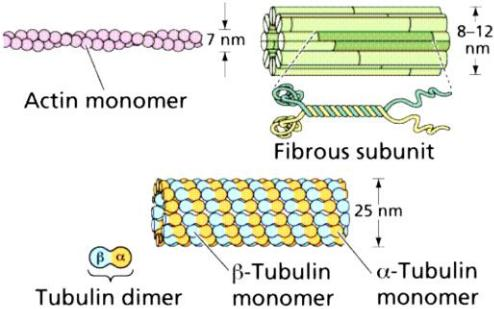 7 nm
Actin monomer
8–12
nm
Fibrous subunit
25 nm
β α
Tubulin dimer
β-Tubulin
monomer
α-Tubulin
monomer